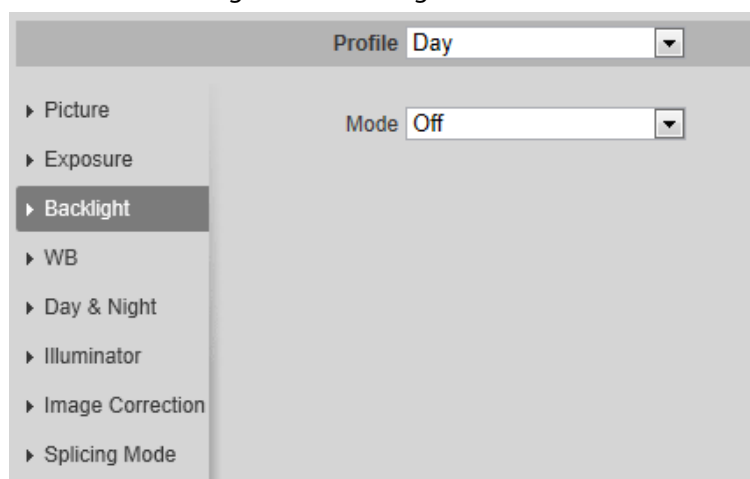 Profile Day
Picture
Mode Off
Exposure
Backlight
WB
Day & Night
Illuminator
Image Correction
Splicing Mode